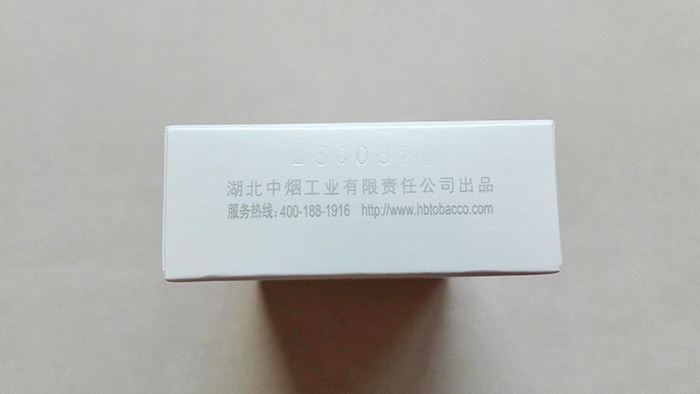 湖北中烟工业有限责任公司出品
服务热线:400-188-1916 http://www.hbtobacco.com